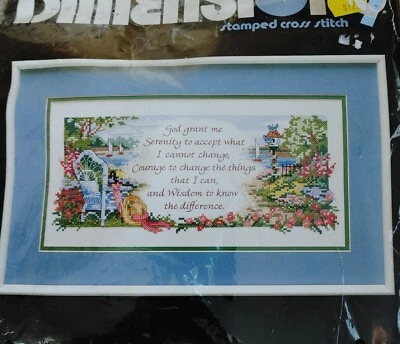 Dimensions
stamped cross stitch
God grant me
Serenity to accept what
I cannot change,
Courage to change the things
that I can,
and Wisdom to know
the difference.